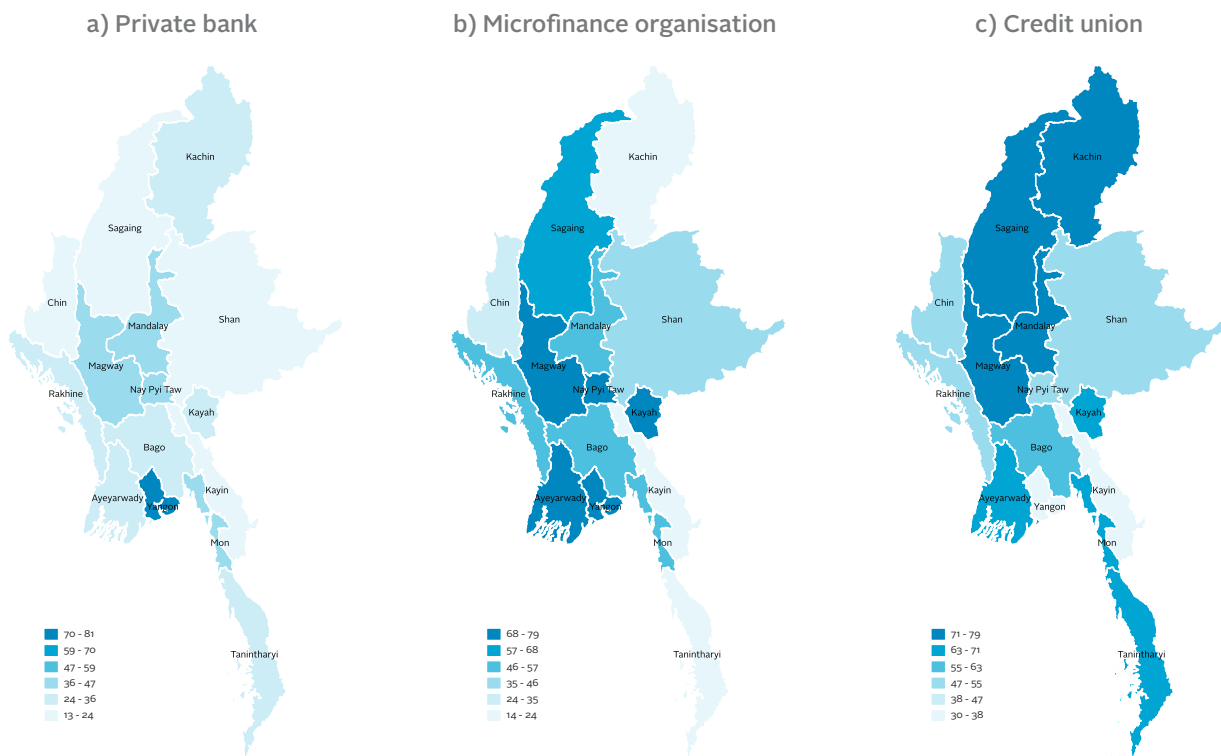 a) Private bank
Kachin
Sagaing
Chin
Shan
Mandalay
Magway
Nay Pyi Taw
Rakhine
Kayah
Bago
Ayeyarwady
Kayin
Yangon
Mon
Tanintharyi
70 - 81
59 - 70
47 - 59
36 - 47
24 - 36
13 - 24
b) Microfinance organisation
Kachin
Sagaing
Chin
Shan
Mandalay
Magway
Nay Pyi Taw
Rakhine
Kayah
Bago
Ayeyarwady
Kayin
Yangon
Mon
Tanintharyi
68 - 79
57 - 68
46 - 57
35 - 46
24 - 35
14 - 24
c) Credit union
Kachin
Sagaing
Chin
Shan
Mandalay
Magway
Nay Pyi Taw
Rakhine
Kayah
Bago
Ayeyarwady
Kayin
Yangon
Mon
Tanintharyi
71 - 79
63 - 71
55 - 63
47 - 55
38 - 47
30 - 38